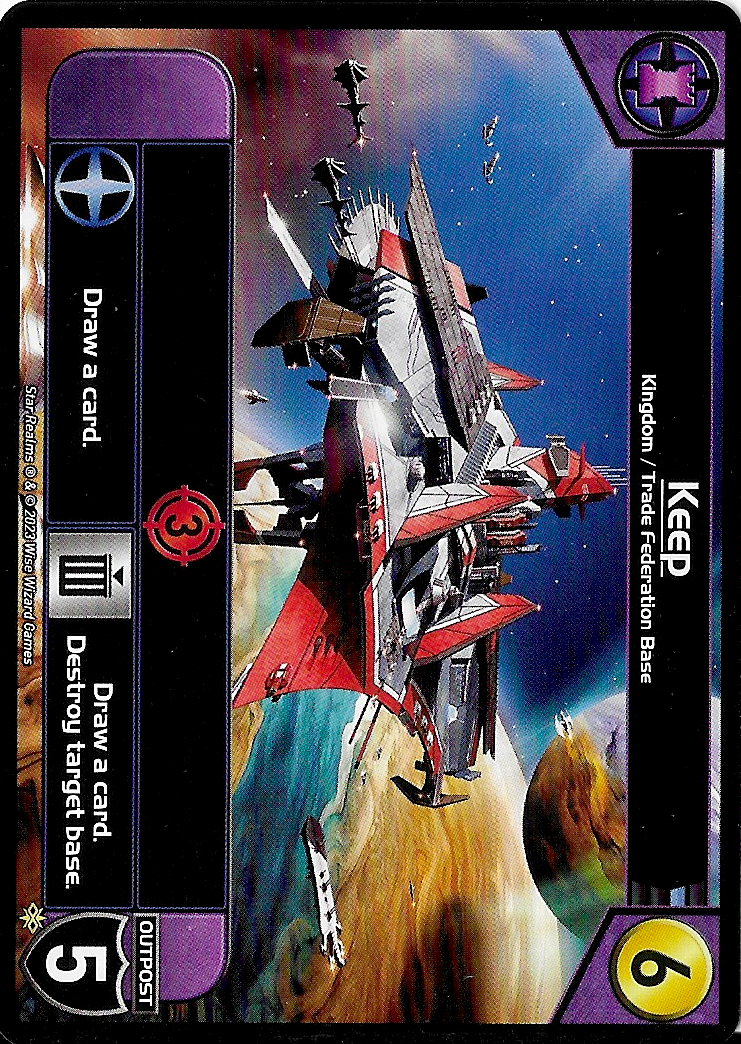 Keep
Kingdom / Trade Federation Base
6
3
Draw a card.
Draw a card.
Destroy target base.
OUTPOST
5
Star Realms ® & © 2023 Wise Wizard Games